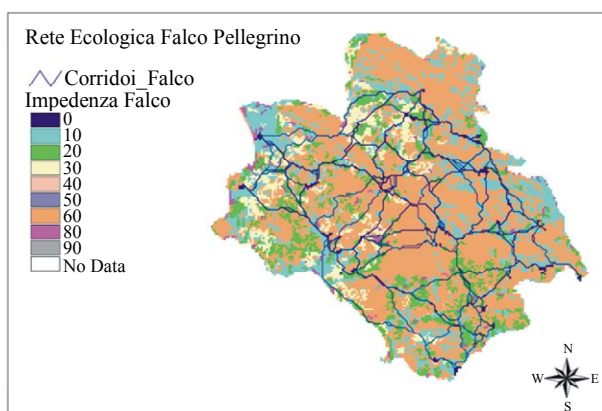 Rete Ecologica Falco Pellegrino
Corridoi_Falco
Impedenza Falco
0
10
20
30
40
50
60
80
90
No Data
N
W E
S